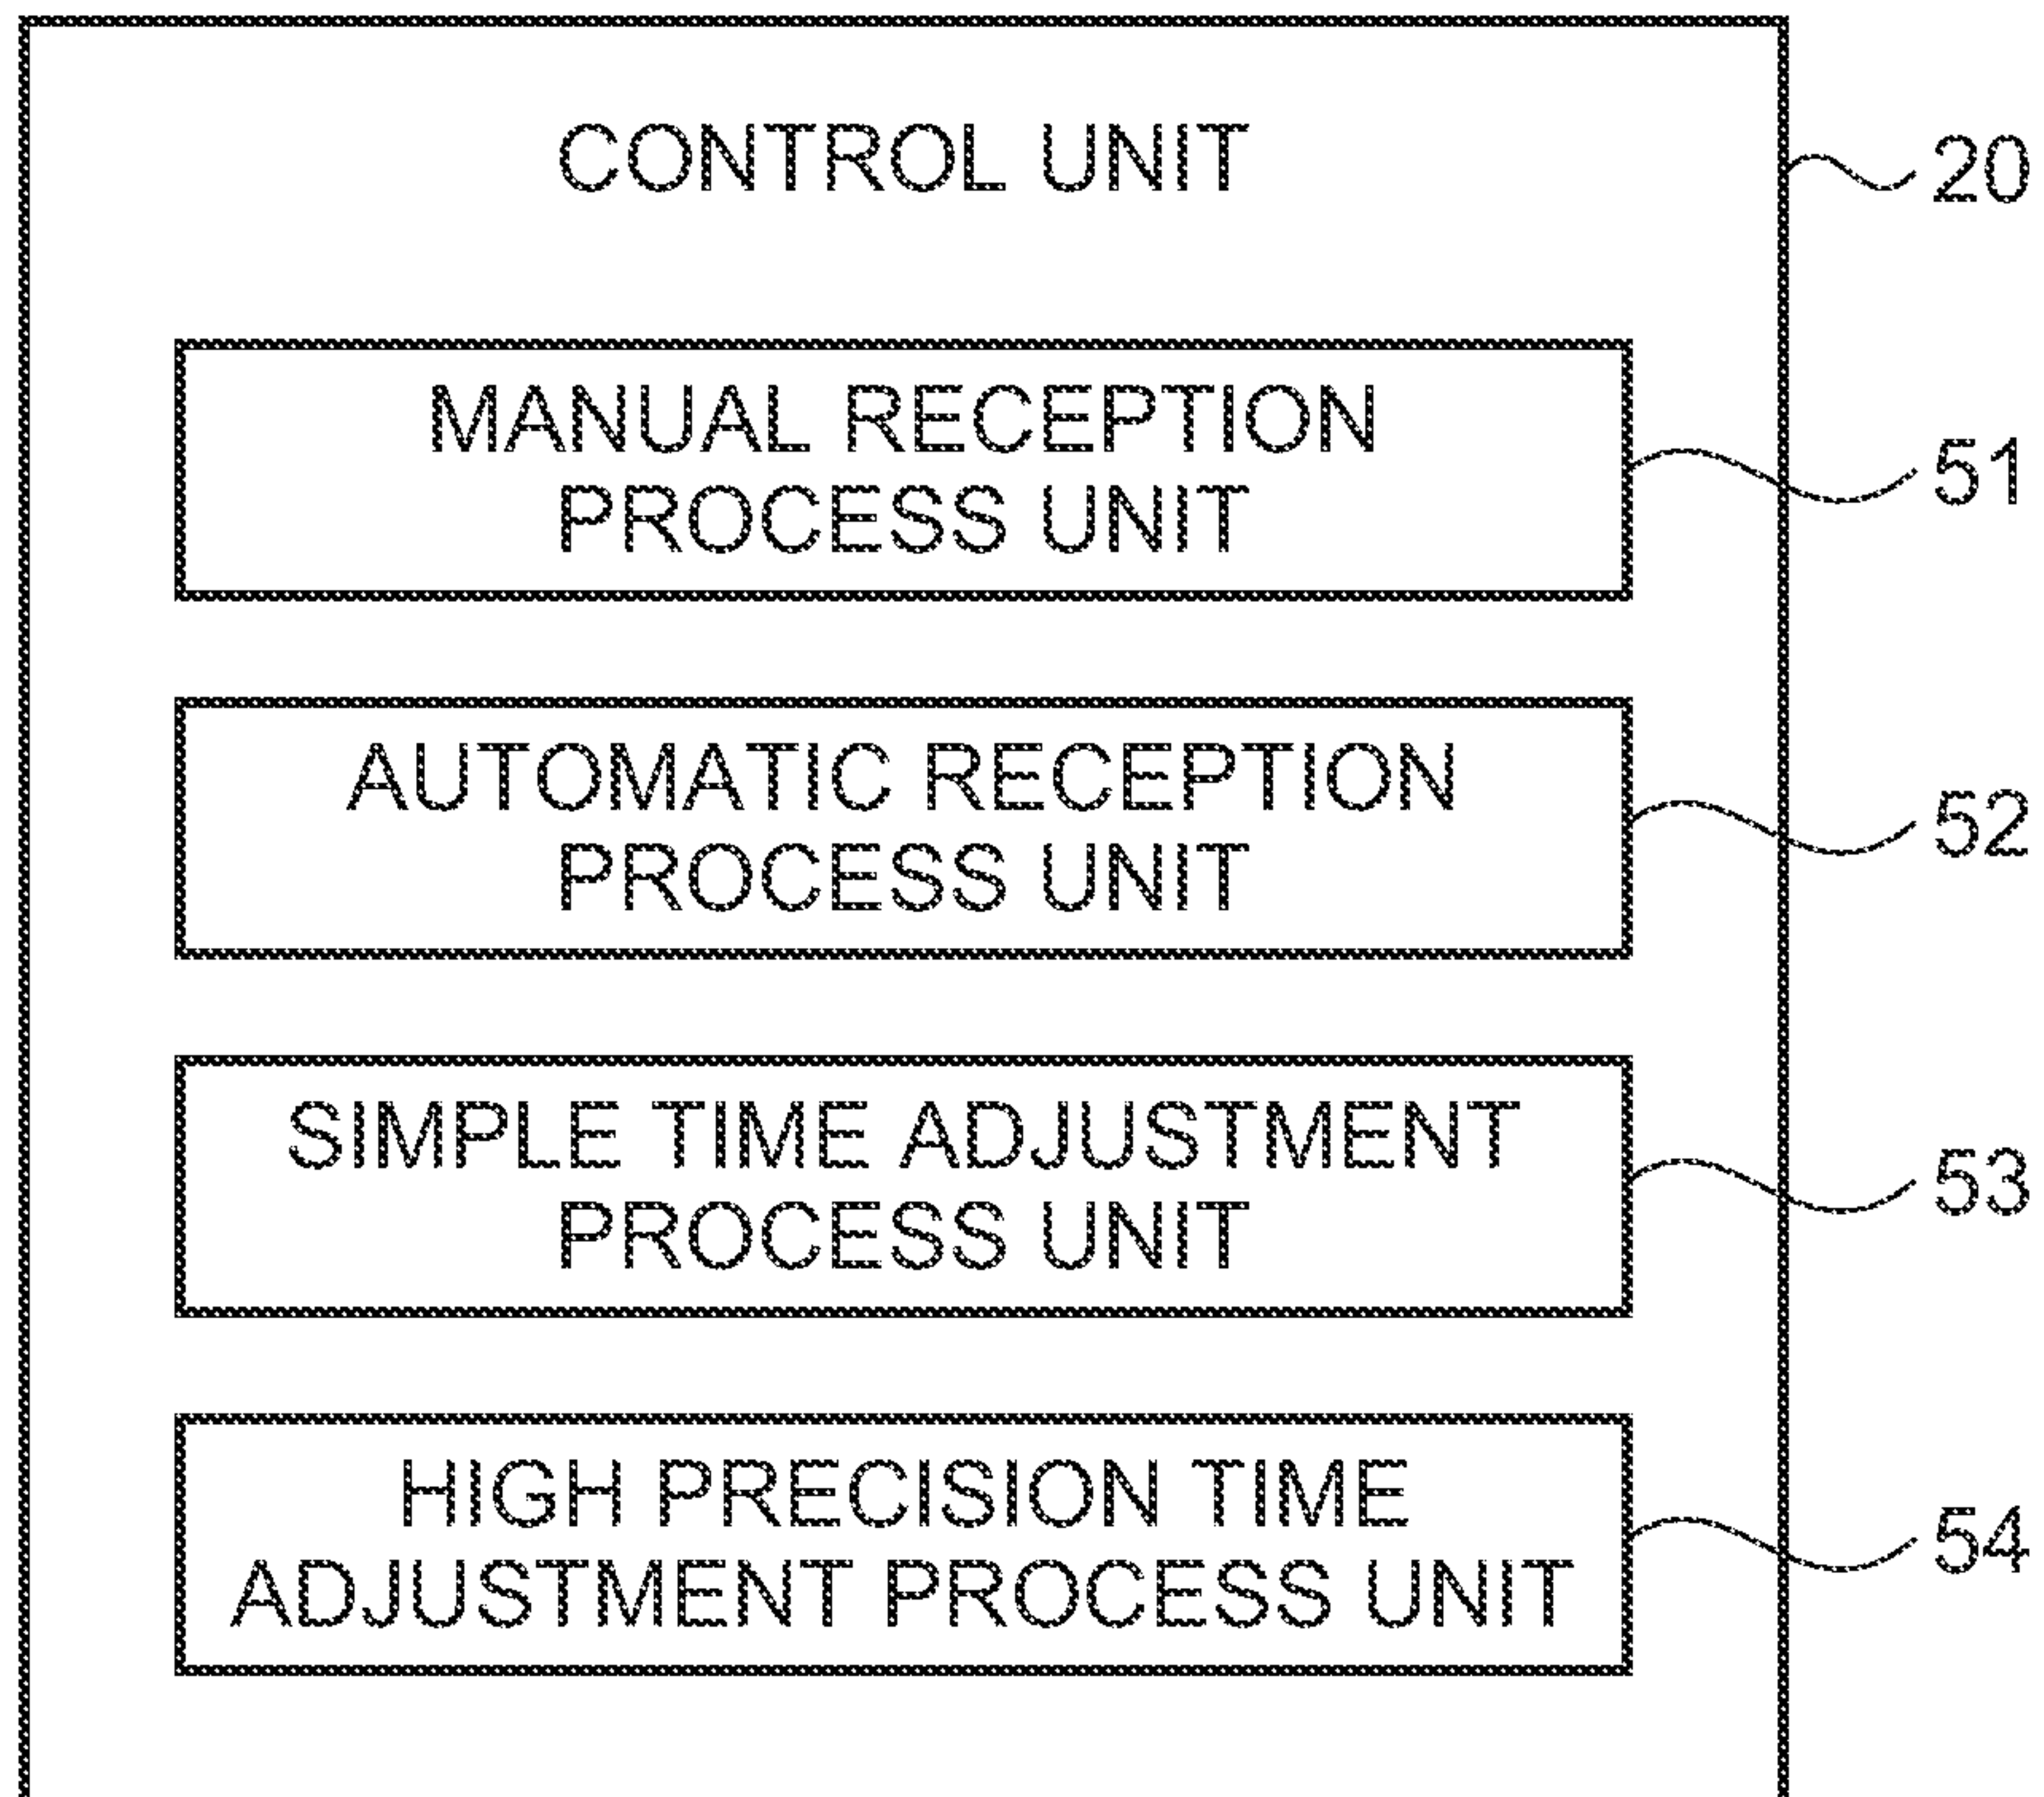 CONTROL UNIT
20
MANUAL RECEPTION
PROCESS UNIT
51
AUTOMATIC RECEPTION
PROCESS UNIT
52
SIMPLE TIME ADJUSTMENT
PROCESS UNIT
53
HIGH PRECISION TIME
ADJUSTMENT PROCESS UNIT
54